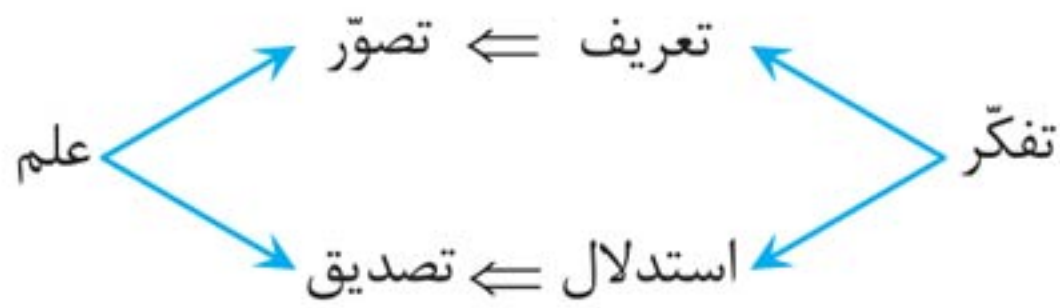 تعریف ⇐ تصوّر
تفکّر علم
استدلال ⇐ تصدیق